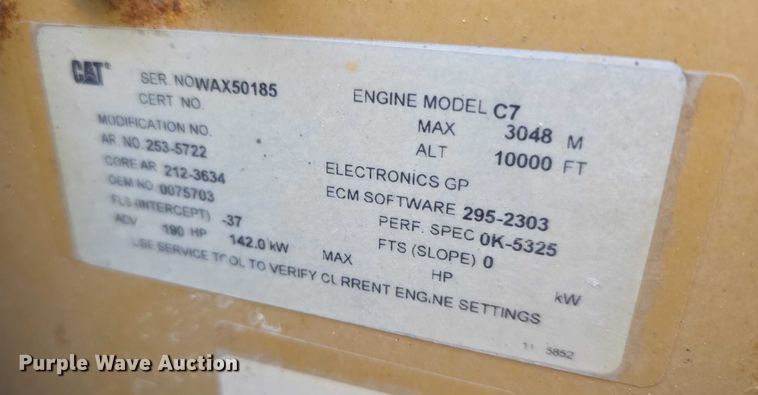 CAT
SER. NO WAX50185
CERT NO.
MODIFICATION NO.
AR. NO. 253-5722
CORE AR 212-3634
OEM NO 0075703
FLS (INTERCEPT) -37
ADV 190 HP 142.0 kW
ENGINE MODEL C7
MAX 3048 M
ALT 10000 FT
ELECTRONICS GP
ECM SOFTWARE 295-2303
PERF. SPEC 0K-5325
FTS (SLOPE) 0
MAX HP kW
USE SERVICE TOOL TO VERIFY CURRENT ENGINE SETTINGS
5852
Purple Wave Auction